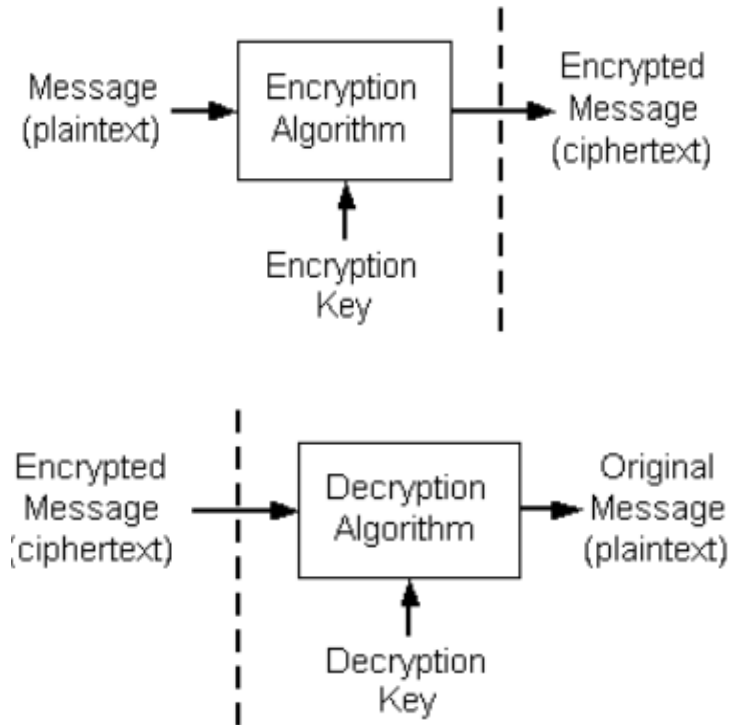 Message
(plaintext)
Encryption
Algorithm
Encrypted
Message
(ciphertext)
Encryption
Key
Encrypted
Message
(ciphertext)
Decryption
Algorithm
Original
Message
(plaintext)
Decryption
Key